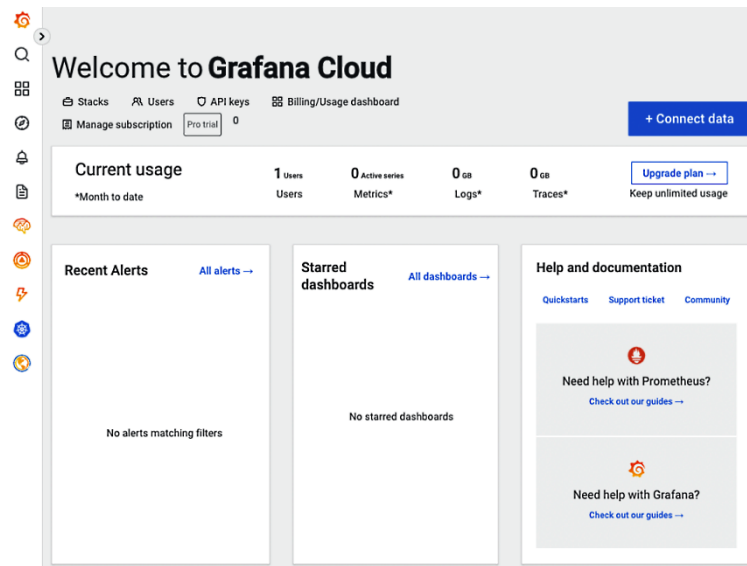 Welcome to Grafana Cloud
Stacks Users API keys Billing/Usage dashboard
Manage subscription Pro trial 0
+ Connect data
Current usage
*Month to date
1 Users
Users
0 Active series
Metrics*
0 GB
Logs*
0 GB
Traces*
Upgrade plan →
Keep unlimited usage
Recent Alerts
All alerts →
No alerts matching filters
Starred
dashboards
All dashboards →
No starred dashboards
Help and documentation
Quickstarts Support ticket Community
Need help with Prometheus?
Check out our guides →
Need help with Grafana?
Check out our guides →